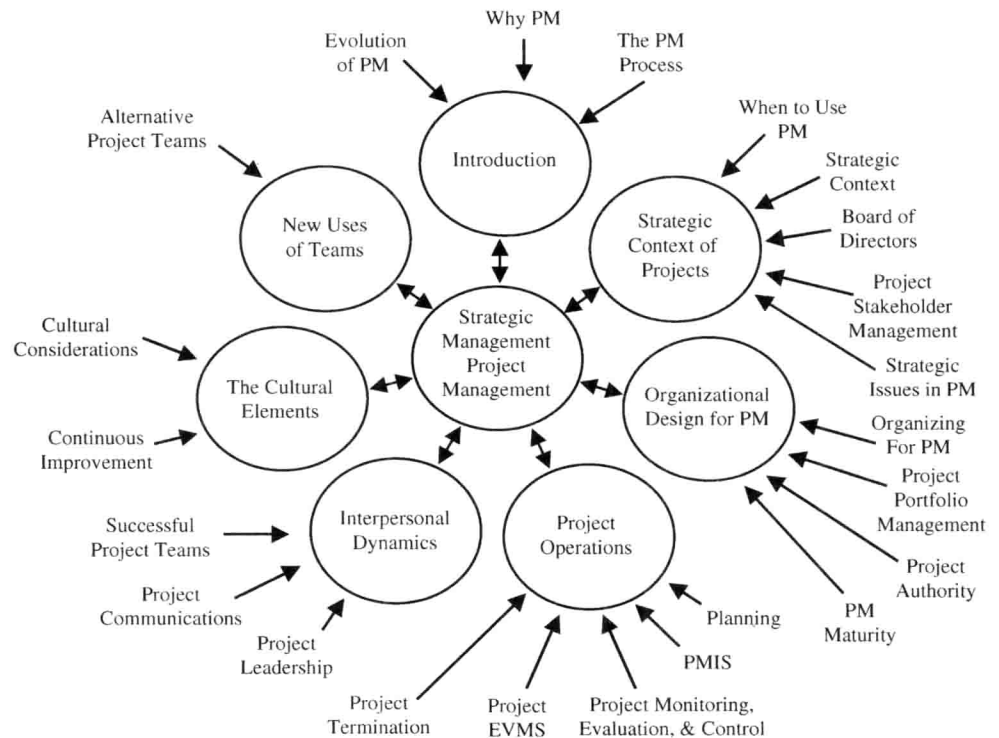 Why PM
Evolution
of PM
The PM
Process
Introduction
When to Use
PM
Strategic
Context
Board of
Directors
Project
Stakeholder
Management
Strategic
Issues in PM
Strategic
Context of
Projects
Alternative
Project Teams
New Uses
of Teams
Strategic
Management
Project
Management
Cultural
Considerations
The Cultural
Elements
Continuous
Improvement
Organizational
Design for PM
Organizing
For PM
Project
Portfolio
Management
Project
Authority
PM
Maturity
Interpersonal
Dynamics
Successful
Project Teams
Project
Communications
Project
Leadership
Project
Operations
Planning
PMIS
Project Monitoring,
Evaluation, & Control
Project
EVMS
Project
Termination